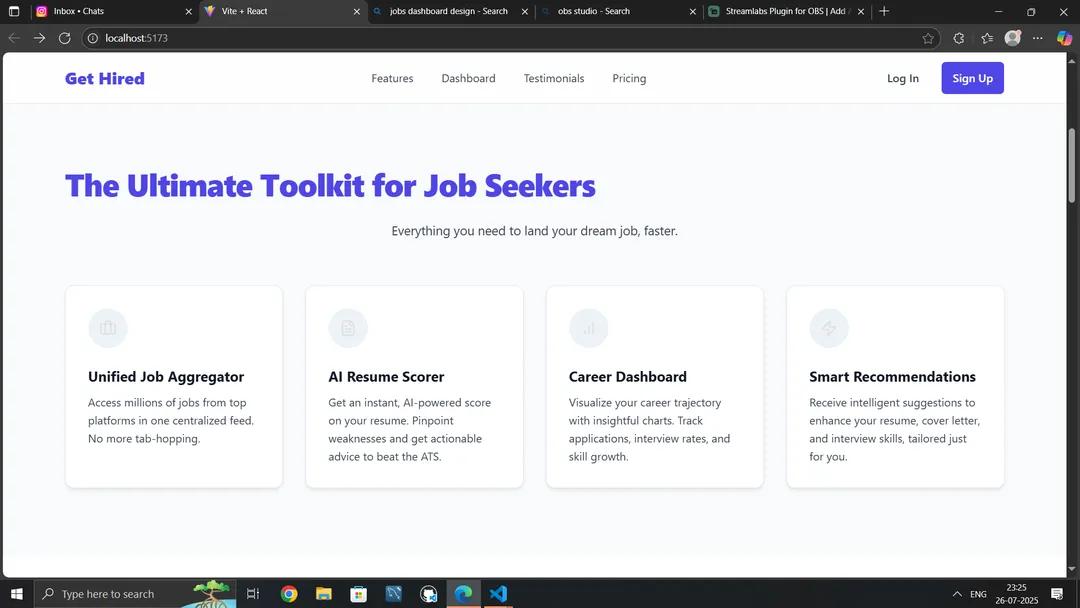 Inbox • Chats
Vite + React
jobs dashboard design - Search
obs studio - Search
Streamlabs Plugin for OBS | Add
localhost:5173
Get Hired
Features
Dashboard
Testimonials
Pricing
Log In
Sign Up
The Ultimate Toolkit for Job Seekers
Everything you need to land your dream job, faster.
Unified Job Aggregator
Access millions of jobs from top
platforms in one centralized feed.
No more tab-hopping.
AI Resume Scorer
Get an instant, AI-powered score
on your resume. Pinpoint
weaknesses and get actionable
advice to beat the ATS.
Career Dashboard
Visualize your career trajectory
with insightful charts. Track
applications, interview rates, and
skill growth.
Smart Recommendations
Receive intelligent suggestions to
enhance your resume, cover letter,
and interview skills, tailored just
for you.
Type here to search
ENG
23:25
26-07-2025